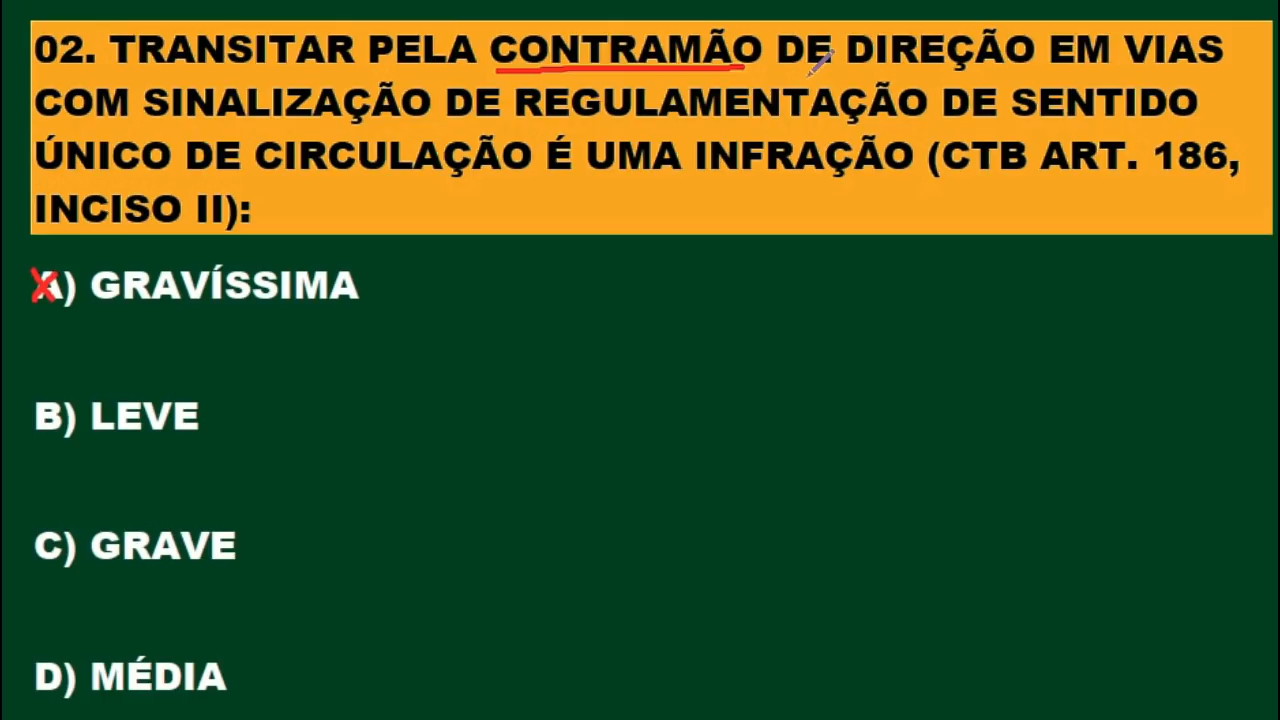 02. TRANSITAR PELA CONTRAMÃO DE DIREÇÃO EM VIAS
COM SINALIZAÇÃO DE REGULAMENTAÇÃO DE SENTIDO
ÚNICO DE CIRCULAÇÃO É UMA INFRAÇÃO (CTB ART. 186,
INCISO II):
A) GRAVÍSSIMA
B) LEVE
C) GRAVE
D) MÉDIA